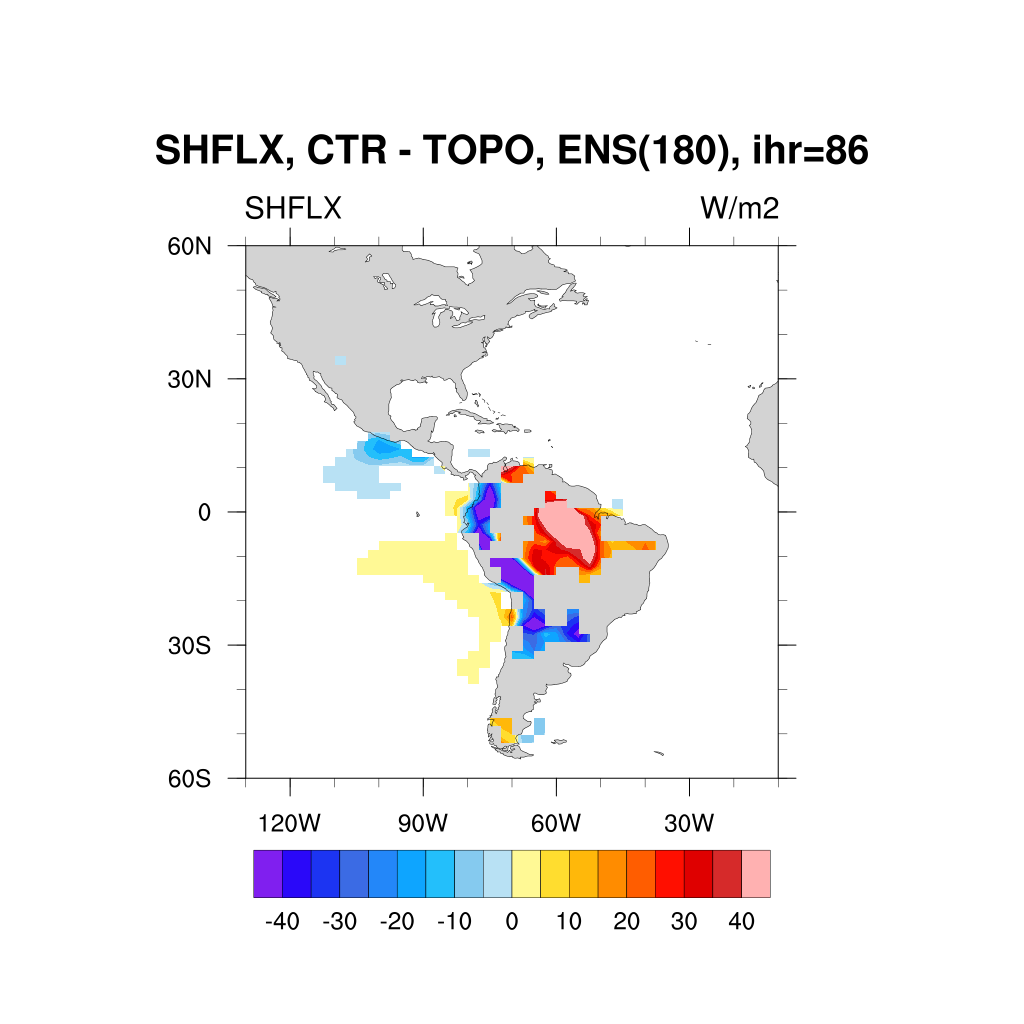 SHFLX, CTR - TOPO, ENS(180), ihr=86
SHFLX W/m2
60N
30N
0
30S
60S
120W 90W 60W 30W
-40 -30 -20 -10 0 10 20 30 40